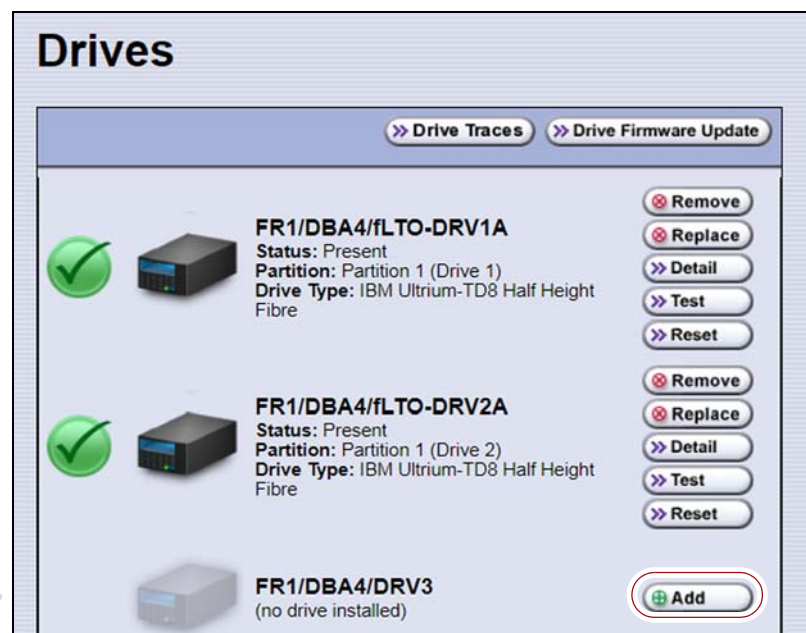 Drives
Drive Traces
Drive Firmware Update
FR1/DBA4/fLTO-DRV1A
Status: Present
Partition: Partition 1 (Drive 1)
Drive Type: IBM Ultrium-TD8 Half Height
Fibre
Remove
Replace
Detail
Test
Reset
FR1/DBA4/fLTO-DRV2A
Status: Present
Partition: Partition 1 (Drive 2)
Drive Type: IBM Ultrium-TD8 Half Height
Fibre
Remove
Replace
Detail
Test
Reset
FR1/DBA4/DRV3
(no drive installed)
Add